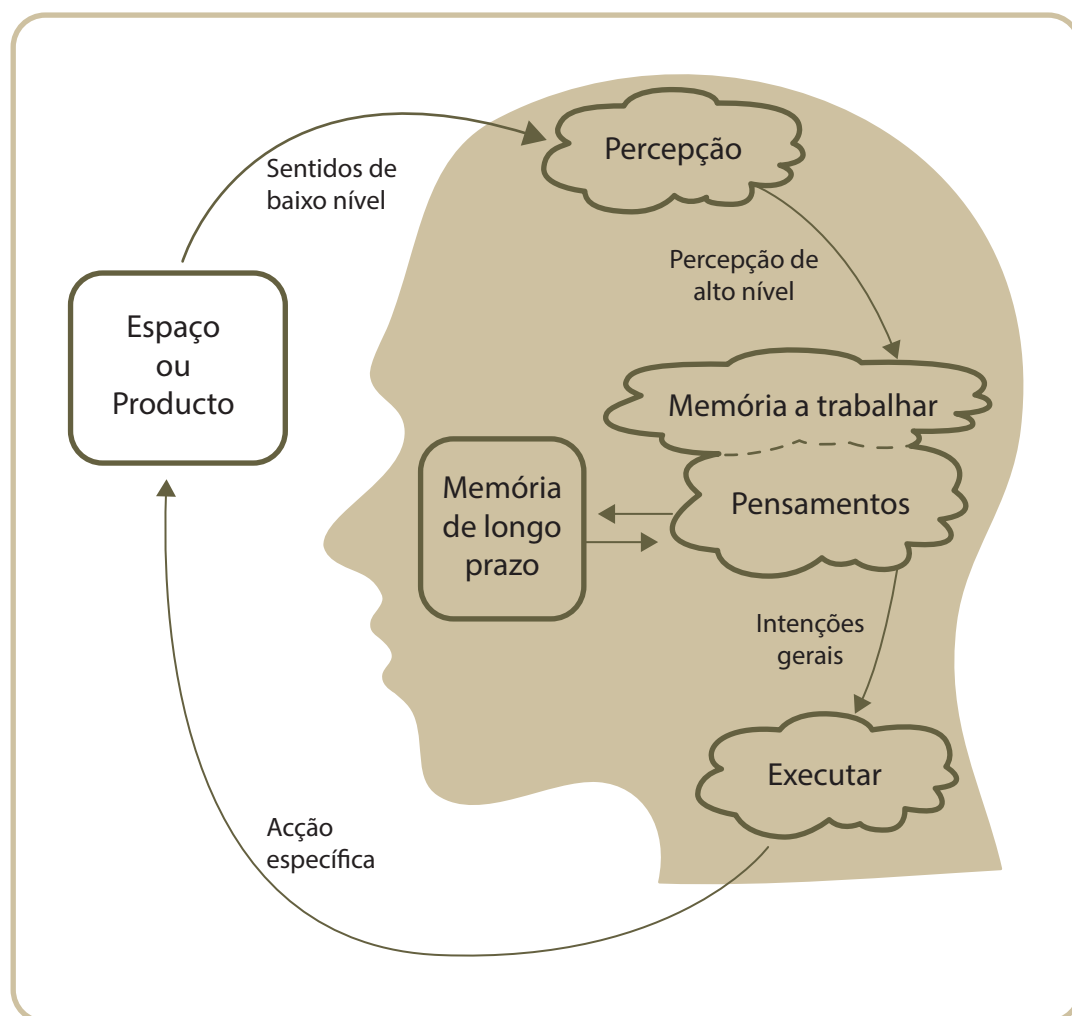 Percepção
Sentidos de
baixo nível
Percepção de
alto nível
Espaço
ou
Producto
Memória a trabalhar
Memória
de longo
prazo
Pensamentos
Intenções
gerais
Executar
Acção
específica